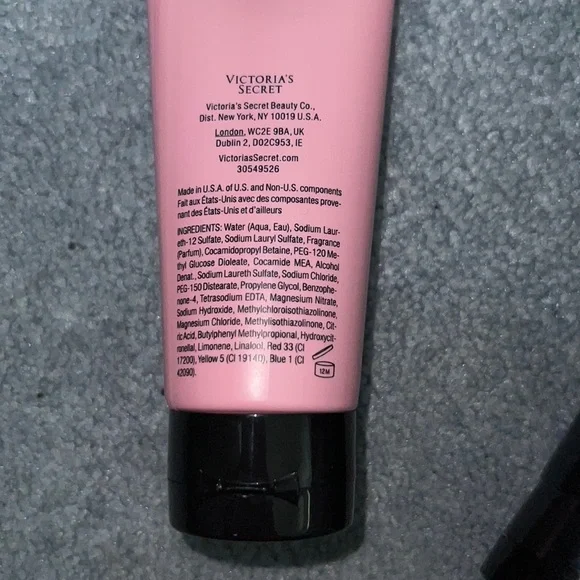 VICTORIA'S
SECRET
Victoria's Secret Beauty Co.,
Dist. New York, NY 10019 U.S.A.
London, WC2E 9BA, UK
Dublin 2, D02C953, IE
VictoriasSecret.com
30549526
Made in U.S.A. of U.S. and Non-U.S. components
Fait aux États-Unis avec des composantes prove-
nant des États-Unis et d'ailleurs
INGREDIENTS: Water (Aqua, Eau), Sodium Laur-
eth-12 Sulfate, Sodium Lauryl Sulfate, Fragrance
(Parfum), Cocamidopropyl Betaine, PEG-120 Me-
thyl Glucose Dioleate, Cocamide MEA, Alcohol
Denat., Sodium Laureth Sulfate, Sodium Chloride,
PEG-150 Distearate, Propylene Glycol, Benzophe-
none-4, Tetrasodium EDTA, Magnesium Nitrate,
Sodium Hydroxide, Methylchloroisothiazolinone,
Magnesium Chloride, Methylisothiazolinone, Cit-
ric Acid, Butylphenyl Methylpropional, Hydroxycit-
ronellal, Limonene, Linalool, Red 33 (CI
17200), Yellow 5 (CI 19140), Blue 1 (CI
42090).
12M